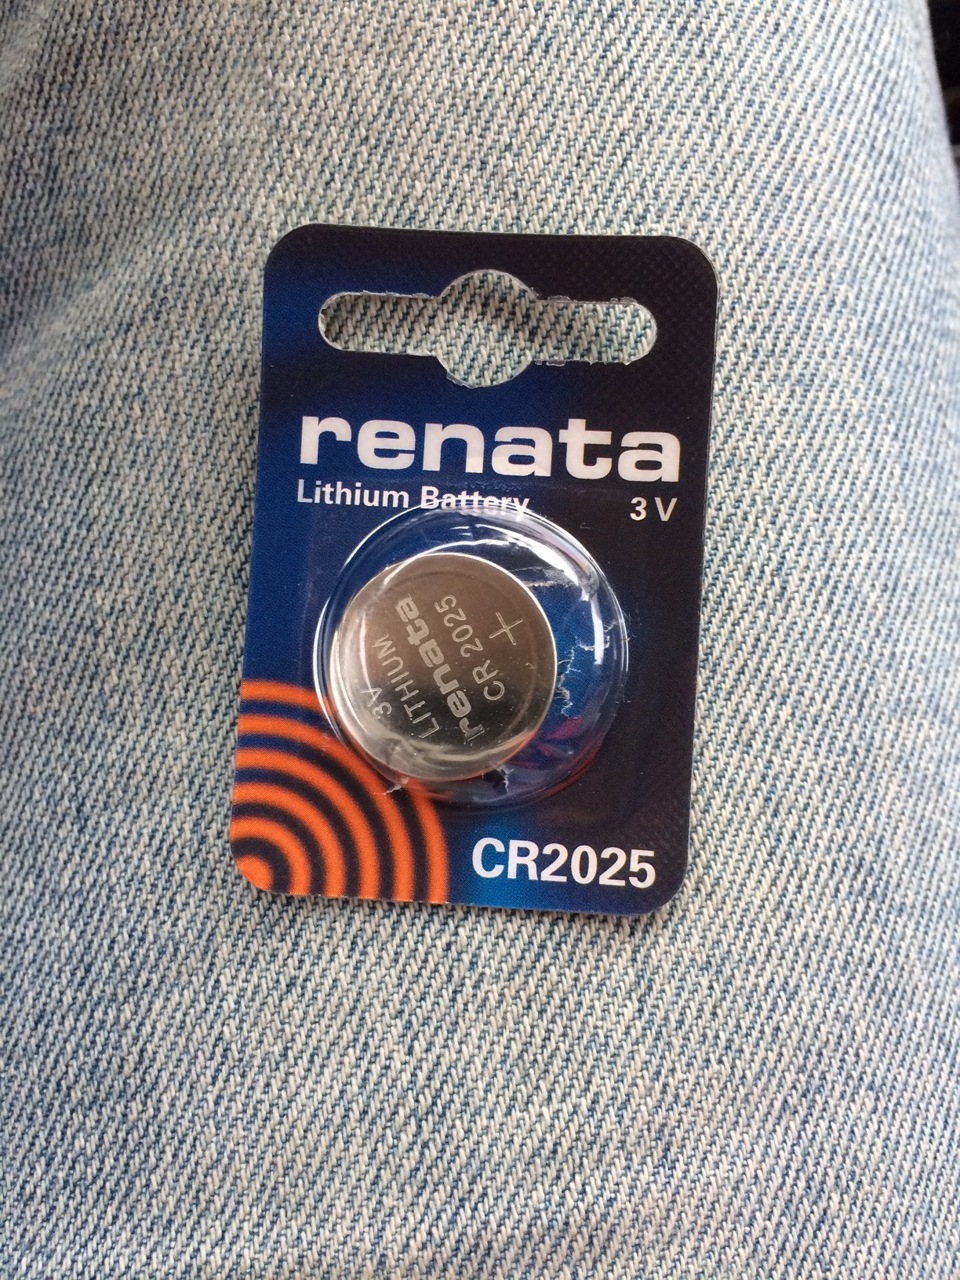 renata
Lithium Battery 3 V
+
CR 2025
renata
LITHIUM
3V
CR2025